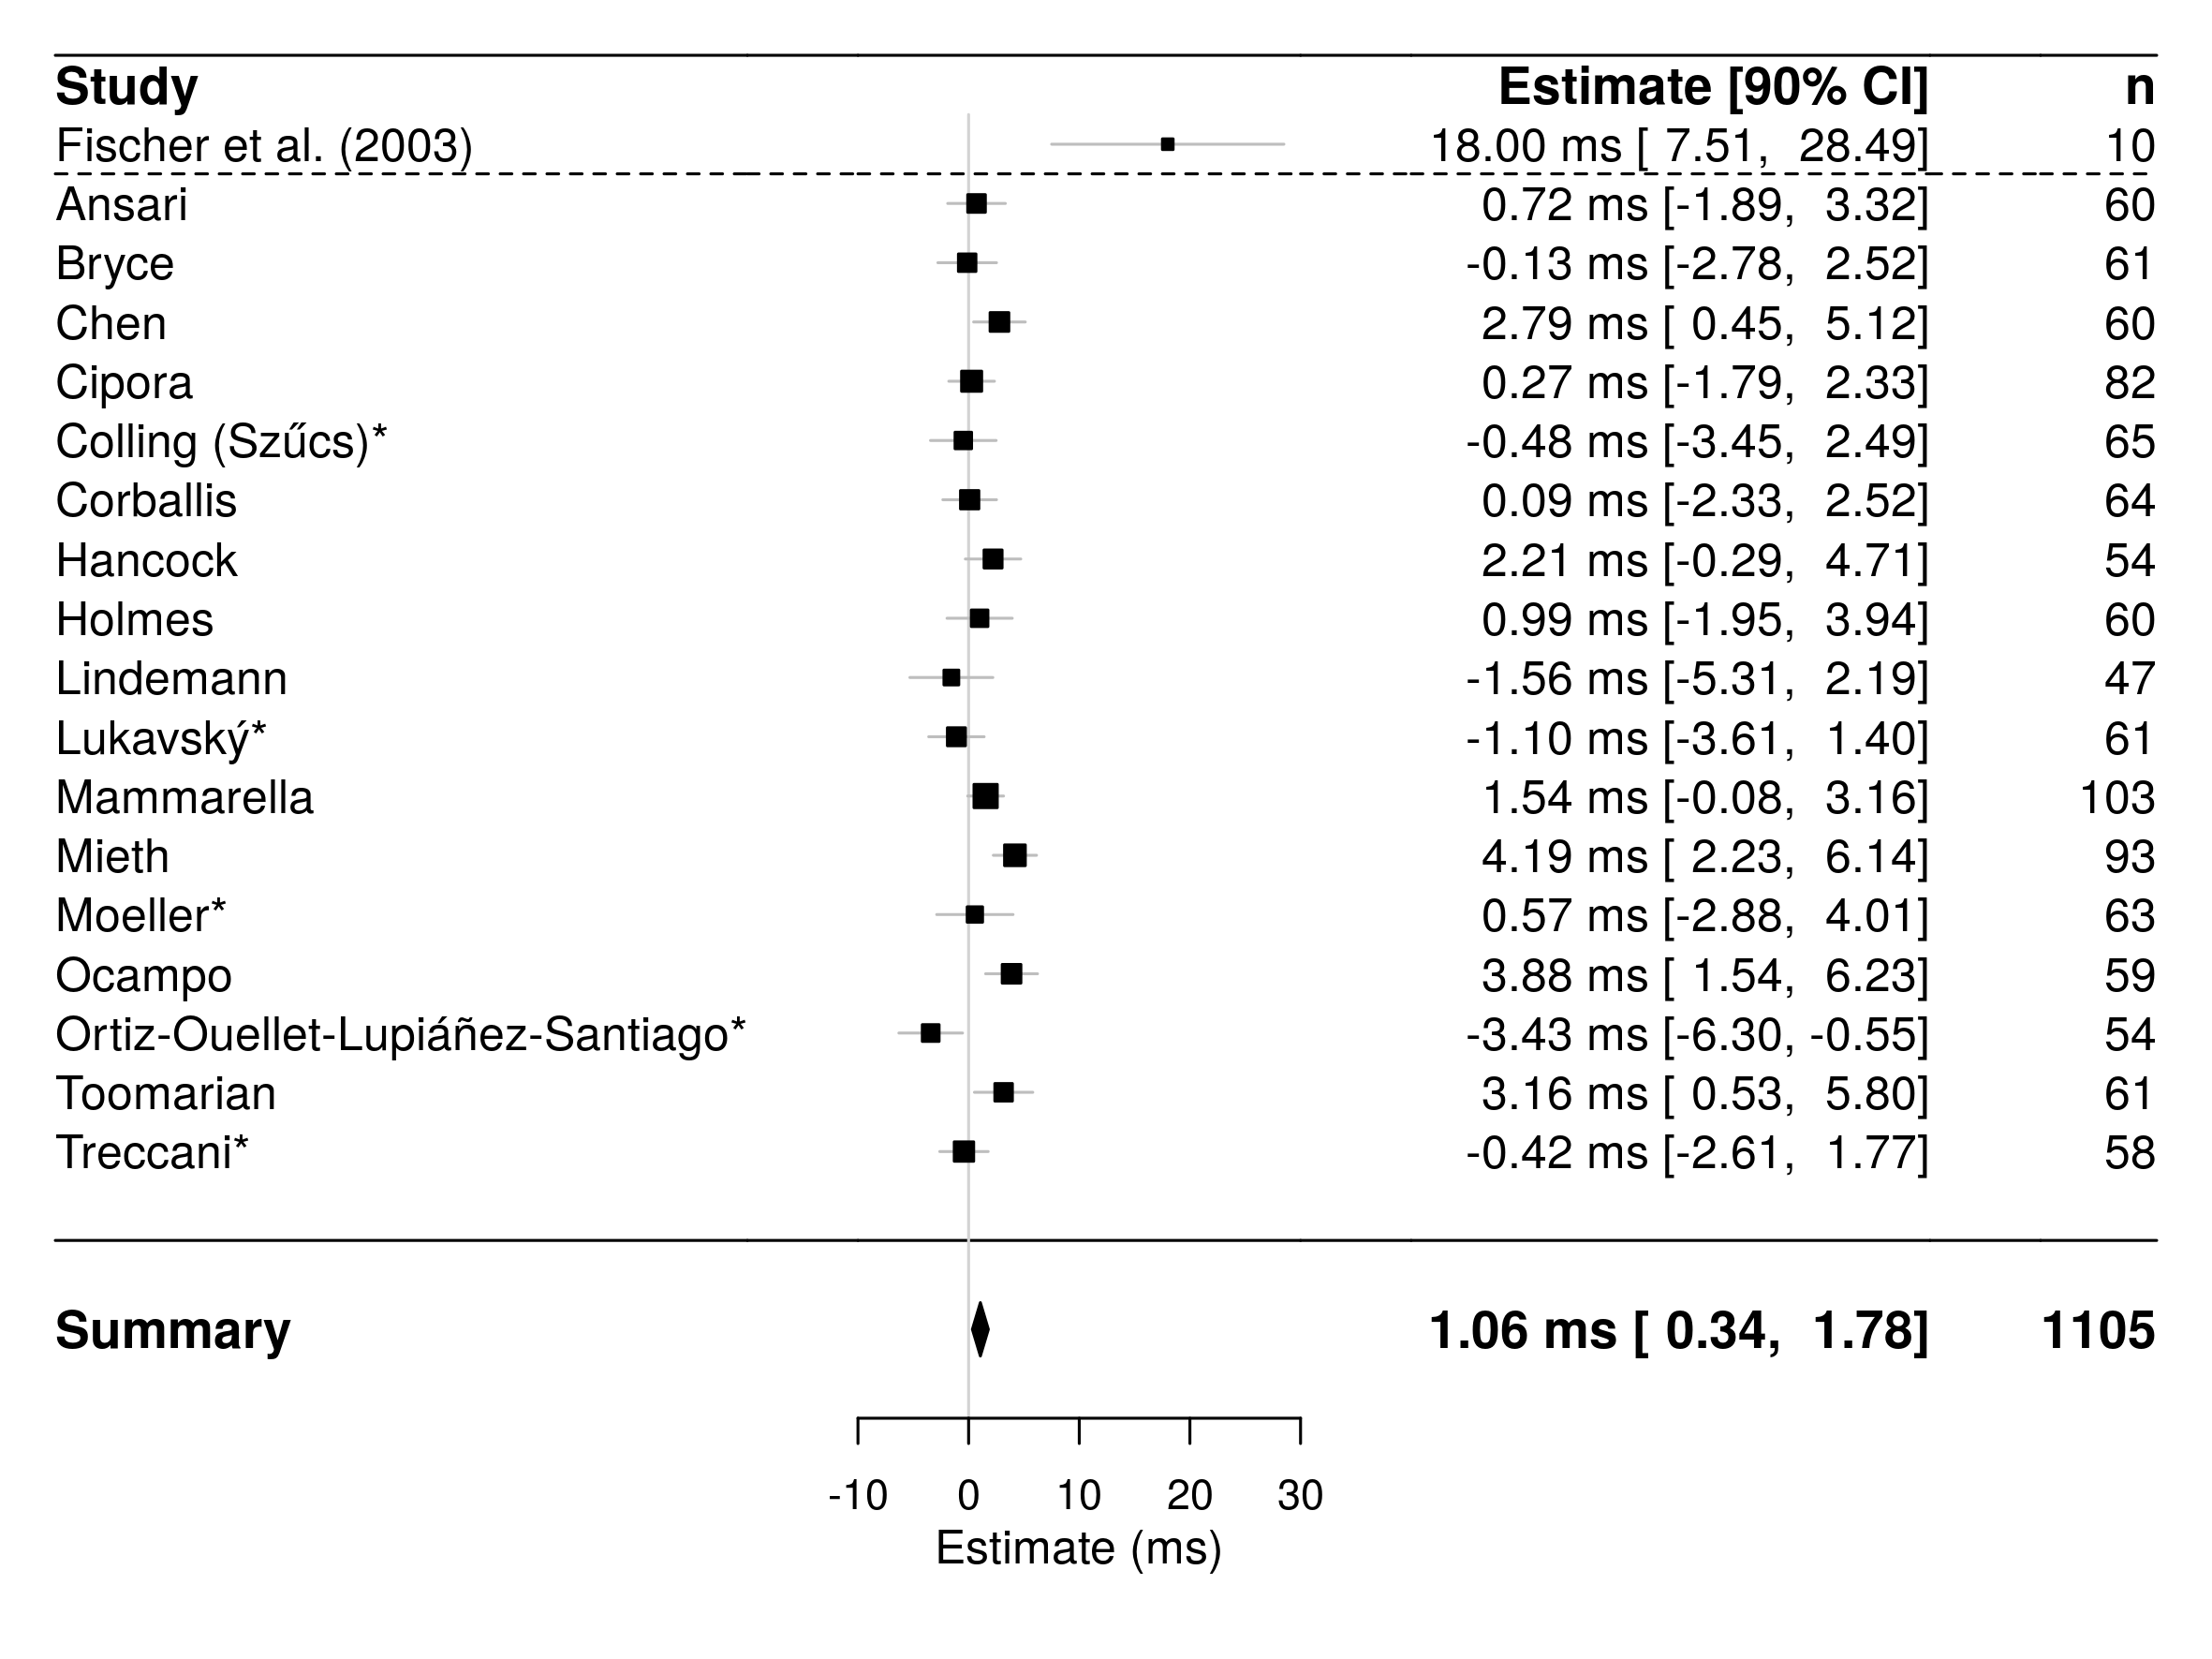 Study Estimate [90% CI] n
Fischer et al. (2003) 18.00 ms [ 7.51, 28.49] 10
Ansari 0.72 ms [-1.89, 3.32] 60
Bryce -0.13 ms [-2.78, 2.52] 61
Chen 2.79 ms [ 0.45, 5.12] 60
Cipora 0.27 ms [-1.79, 2.33] 82
Colling (Szűcs)* -0.48 ms [-3.45, 2.49] 65
Corballis 0.09 ms [-2.33, 2.52] 64
Hancock 2.21 ms [-0.29, 4.71] 54
Holmes 0.99 ms [-1.95, 3.94] 60
Lindemann -1.56 ms [-5.31, 2.19] 47
Lukavský* -1.10 ms [-3.61, 1.40] 61
Mammarella 1.54 ms [-0.08, 3.16] 103
Mieth 4.19 ms [ 2.23, 6.14] 93
Moeller* 0.57 ms [-2.88, 4.01] 63
Ocampo 3.88 ms [ 1.54, 6.23] 59
Ortiz-Ouellet-Lupiáñez-Santiago* -3.43 ms [-6.30, -0.55] 54
Toomarian 3.16 ms [ 0.53, 5.80] 61
Treccani* -0.42 ms [-2.61, 1.77] 58
Summary 1.06 ms [ 0.34, 1.78] 1105
-10 0 10 20 30
Estimate (ms)